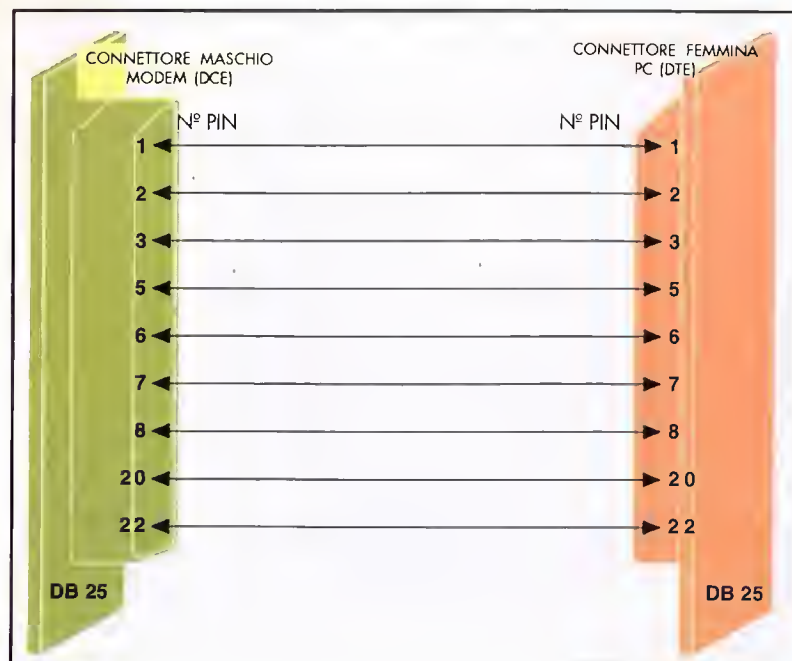 CONNETTORE MASCHIO
MODEM (DCE)
CONNETTORE FEMMINA
PC (DTE)
Nº PIN
Nº PIN
1 1
2 2
3 3
5 5
6 6
7 7
8 8
20 20
22 22
DB 25
DB 25